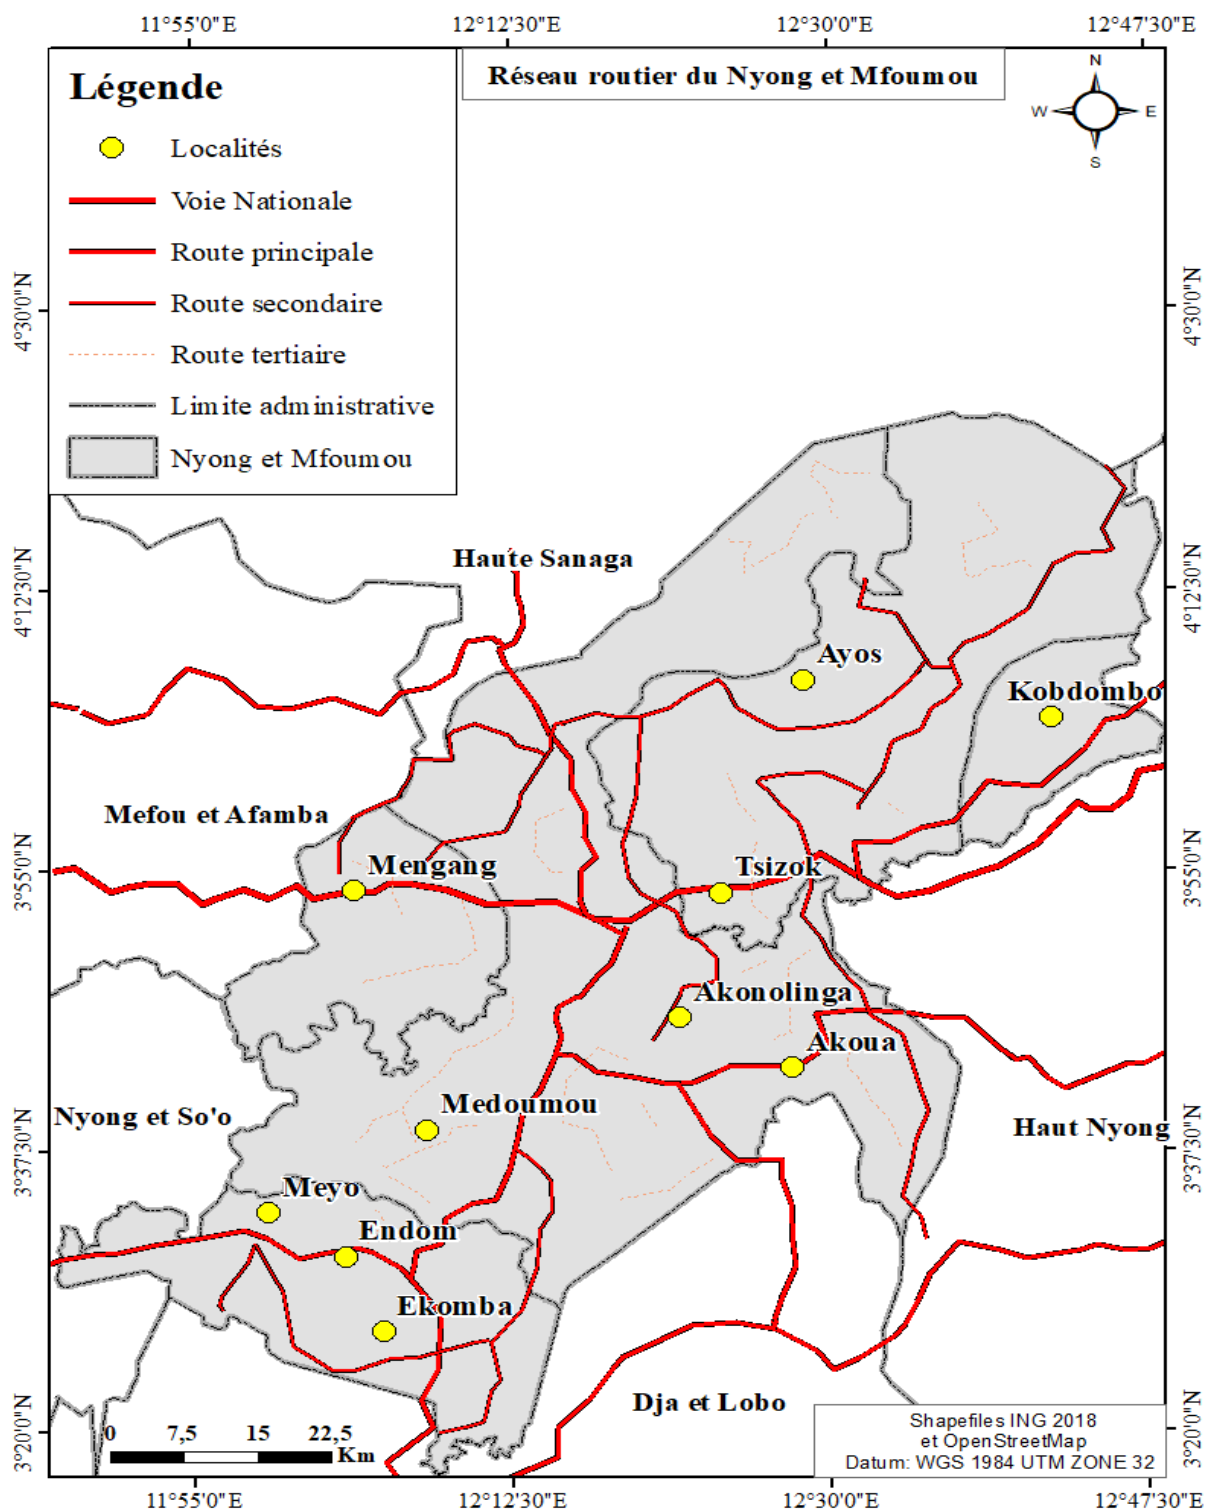 11°55'0"E
12°12'30"E
12°30'0"E
12°47'30"E
Réseau routier du Nyong et Mfoumou
N
W
E
S
Légende
Localités
Voie Nationale
Route principale
Route secondaire
Route tertiaire
Limite administrative
Nyong et Mfoumou
4°30'0"N
4°30'0"N
Haute Sanaga
4°12'30"N
4°12'30"N
Ayos
Kobdombo
Mefou et Afamba
Mengang
Tsizok
3°55'0"N
3°55'0"N
Akonolinga
Akoua
Medoumou
Nyong et So'o
Haut Nyong
3°37'30"N
3°37'30"N
Meyo
Endom
Ekomba
Dja et Lobo
3°20'0"N
3°20'0"N
0 7,5 15 22,5
Km
Shapefiles ING 2018
et OpenStreetMap
Datum: WGS 1984 UTM ZONE 32
11°55'0"E
12°12'30"E
12°30'0"E
12°47'30"E